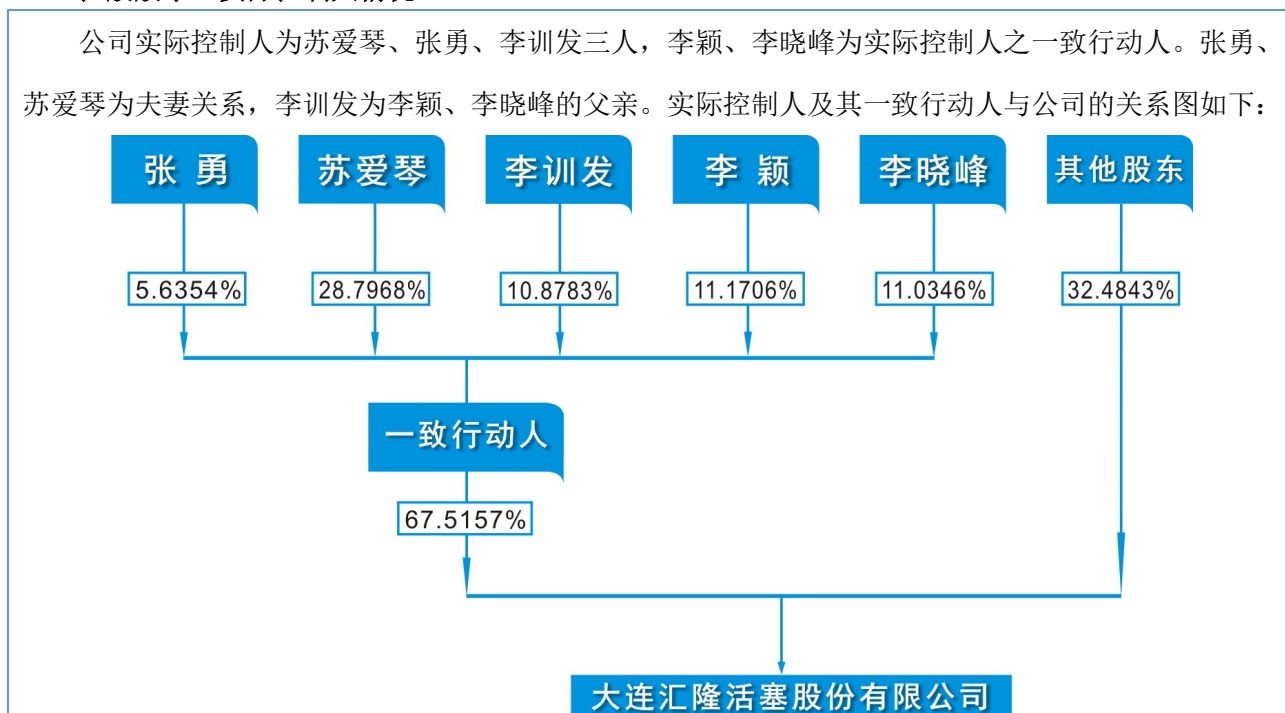 公司实际控制人为苏爱琴、张勇、李训发三人，李颖、李晓峰为实际控制人之一致行动人。张勇、
苏爱琴为夫妻关系，李训发为李颖、李晓峰的父亲。实际控制人及其一致行动人与公司的关系图如下：
张 勇
苏爱琴
李训发
李 颖
李晓峰
其他股东
5.6354%
28.7968%
10.8783%
11.1706%
11.0346%
32.4843%
一致行动人
67.5157%
大连汇隆活塞股份有限公司